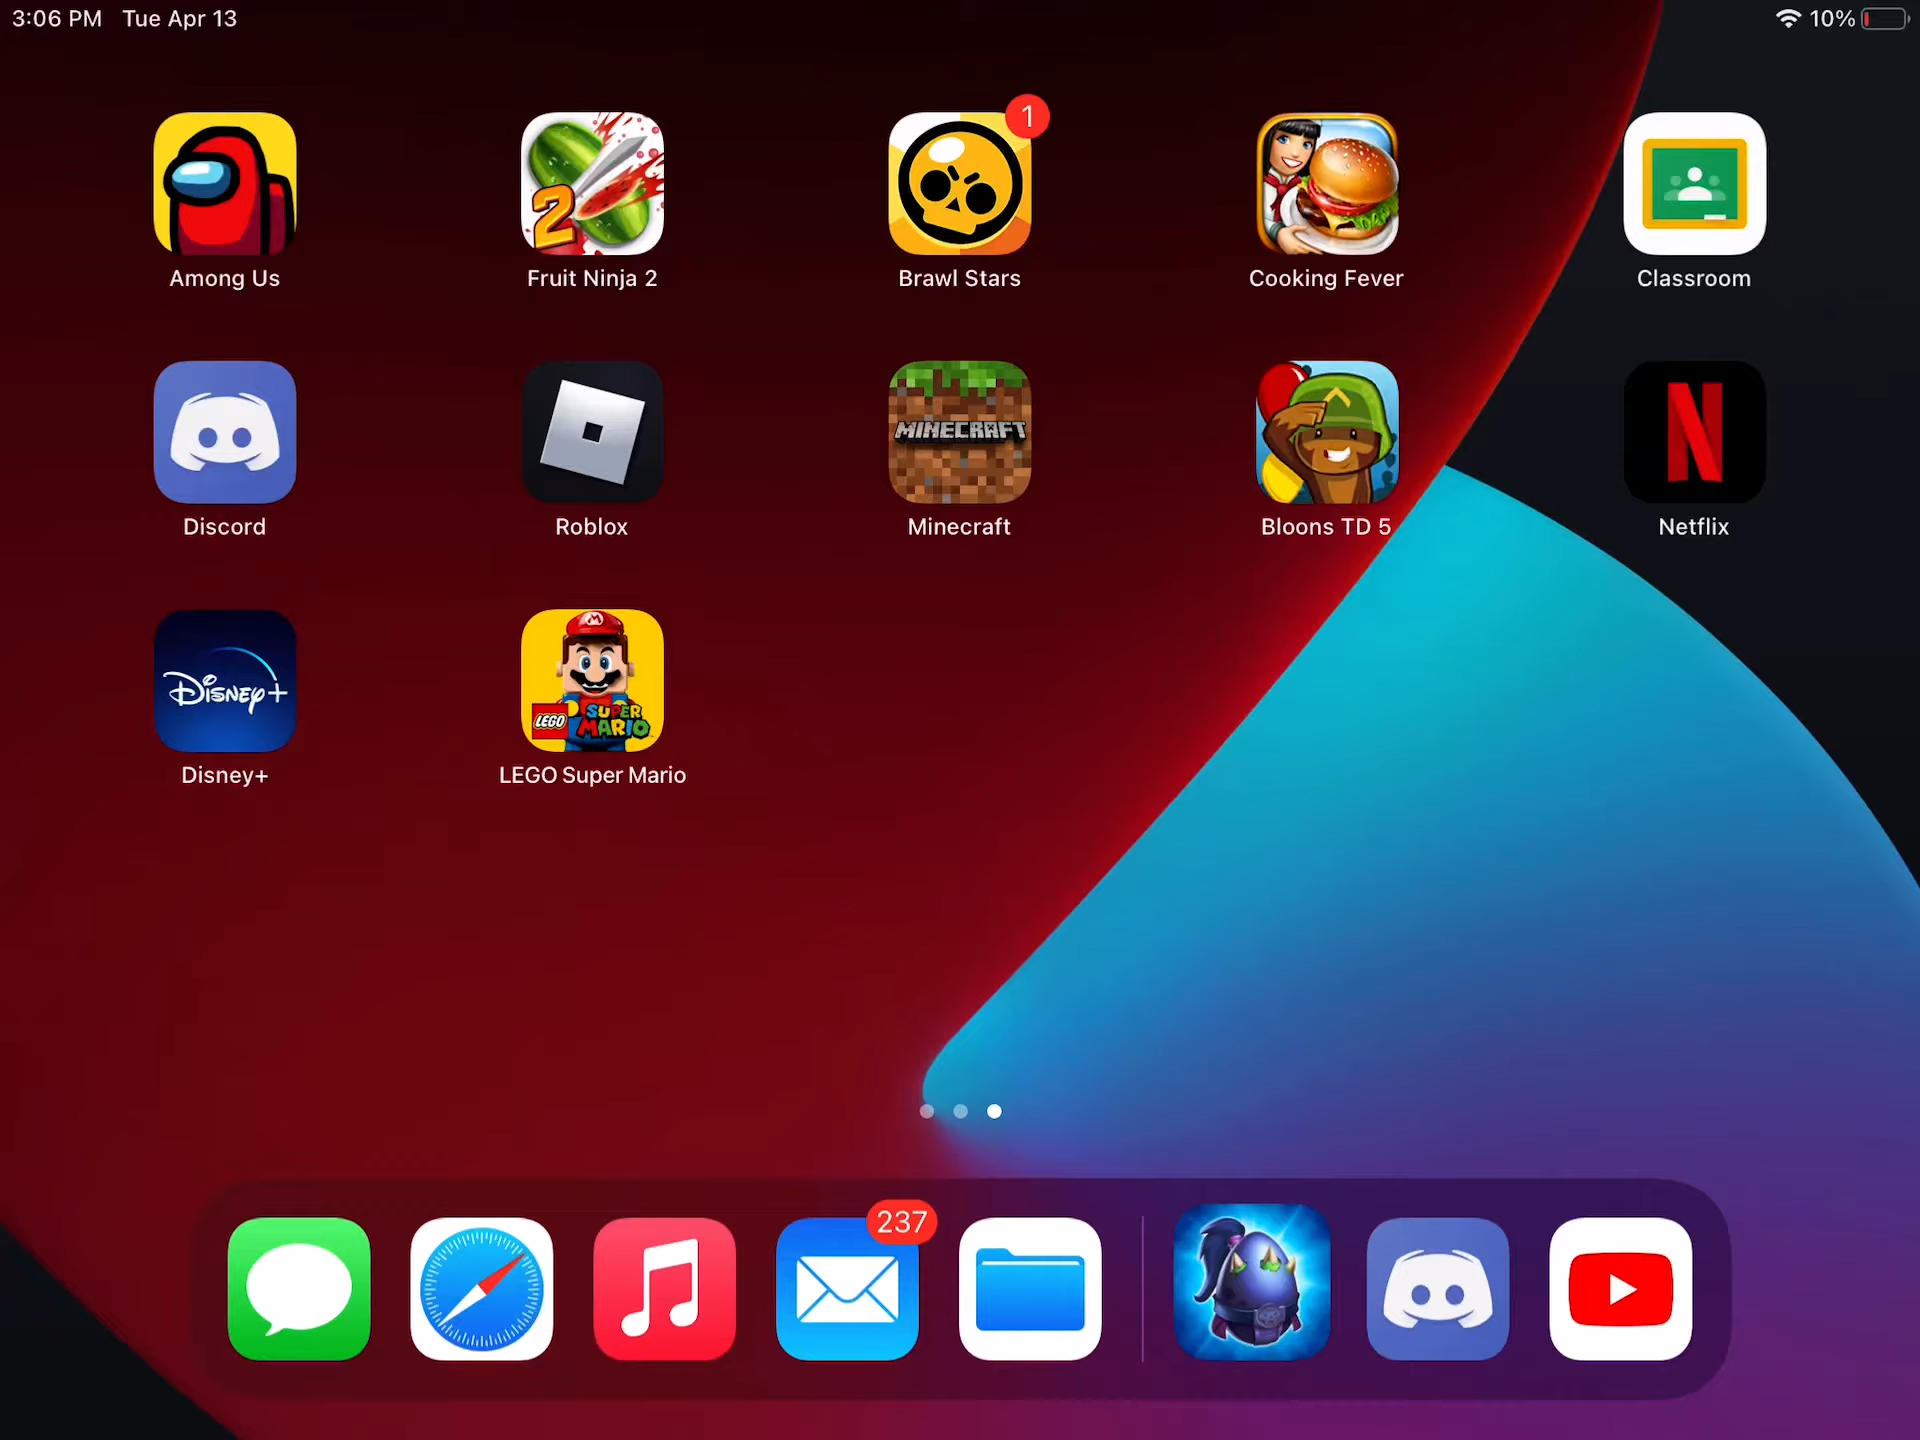 3:06 PM Tue Apr 13
10%
1
2
Among Us
Fruit Ninja 2
Brawl Stars
Cooking Fever
Classroom
MINECRAFT
Discord
Roblox
Minecraft
Bloons TD 5
Netflix
Disney+
LEGO SUPER MARIO
Disney+
LEGO Super Mario
237